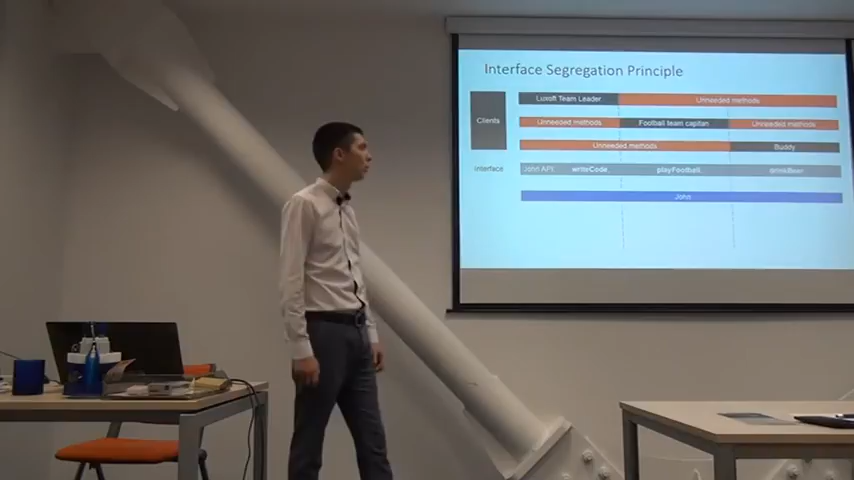 Interface Segregation Principle
Luxoft Team Leader Unneeded methods
Clients Unneeded methods Football team capitan Unneeded methods
Unneeded methods Buddy
Interface John API writeCode playFootball
John